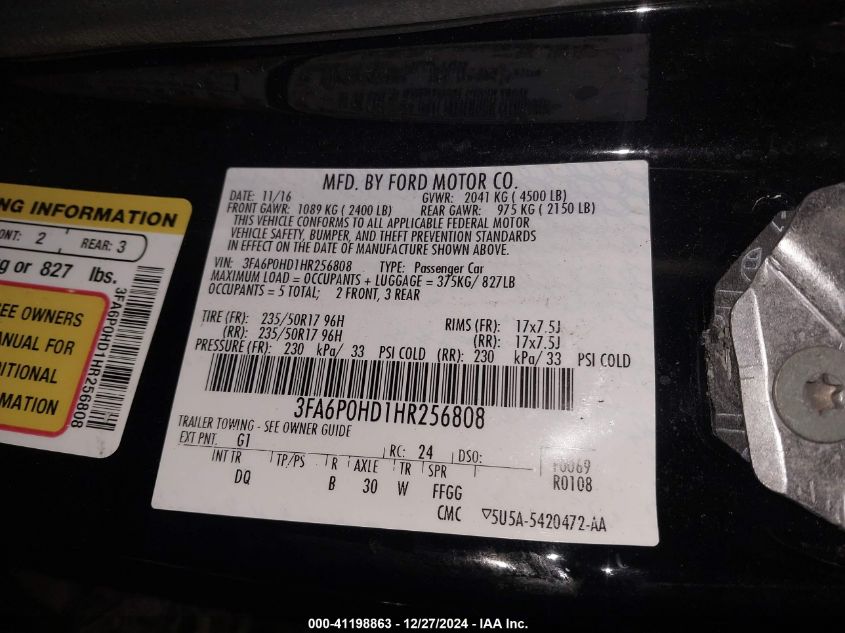 MFD. BY FORD MOTOR CO.
DATE: 11/16 GVWR: 2041 KG ( 4500 LB)
FRONT GAWR: 1089 KG ( 2400 LB) REAR GAWR: 975 KG ( 2150 LB)
THIS VEHICLE CONFORMS TO ALL APPLICABLE FEDERAL MOTOR
VEHICLE SAFETY, BUMPER, AND THEFT PREVENTION STANDARDS
IN EFFECT ON THE DATE OF MANUFACTURE SHOWN ABOVE.
VIN: 3FA6P0HD1HR256808 TYPE: Passenger Car
MAXIMUM LOAD = OCCUPANTS + LUGGAGE = 375KG/ 827LB
OCCUPANTS = 5 TOTAL; 2 FRONT, 3 REAR
TIRE (FR): 235/50R17 96H RIMS (FR): 17x7.5J
(RR): 235/50R17 96H (RR): 17x7.5J
PRESSURE (FR): 230 kPa/ 33 PSI COLD (RR): 230 kPa/ 33 PSI COLD
3FA6P0HD1HR256808
TRAILER TOWING - SEE OWNER GUIDE
EXT PNT: G1 RC: 24 DSO:
INT TR TP/PS R AXLE TR SPR R0108
DQ B 30 W FFGG
CMC ▽5U5A-5420472-AA
NG INFORMATION
ONT: 2 REAR: 3
kg or 827 lbs.
SEE OWNERS
MANUAL FOR
DITIONAL
RMATION
3FA6P0HD1HR256808
000-41198863 - 12/27/2024 - IAA Inc.